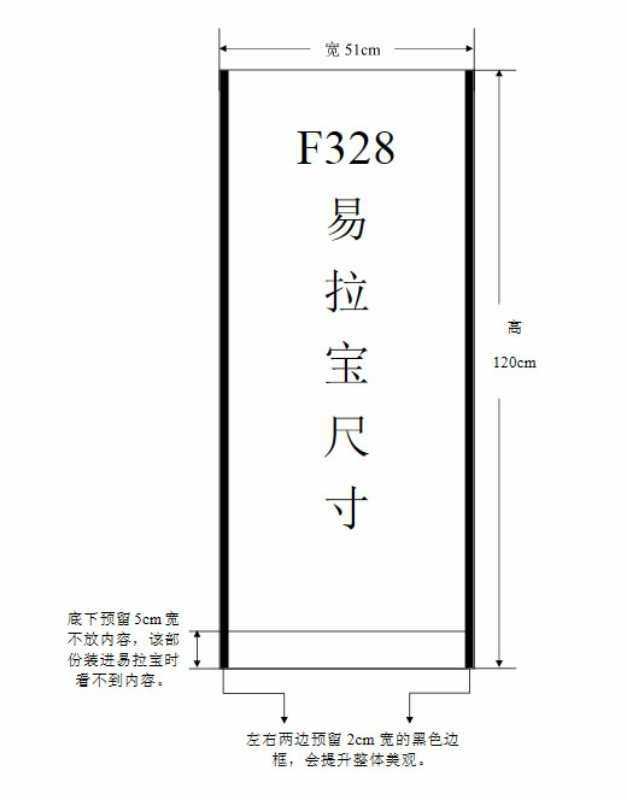 宽 51cm
F328
易
拉
宝
尺
寸
高
120cm
底下预留 5cm 宽
不放内容，该部
份装进易拉宝时
看不到内容。
左右两边预留 2cm 宽的黑色边
框，会提升整体美观。